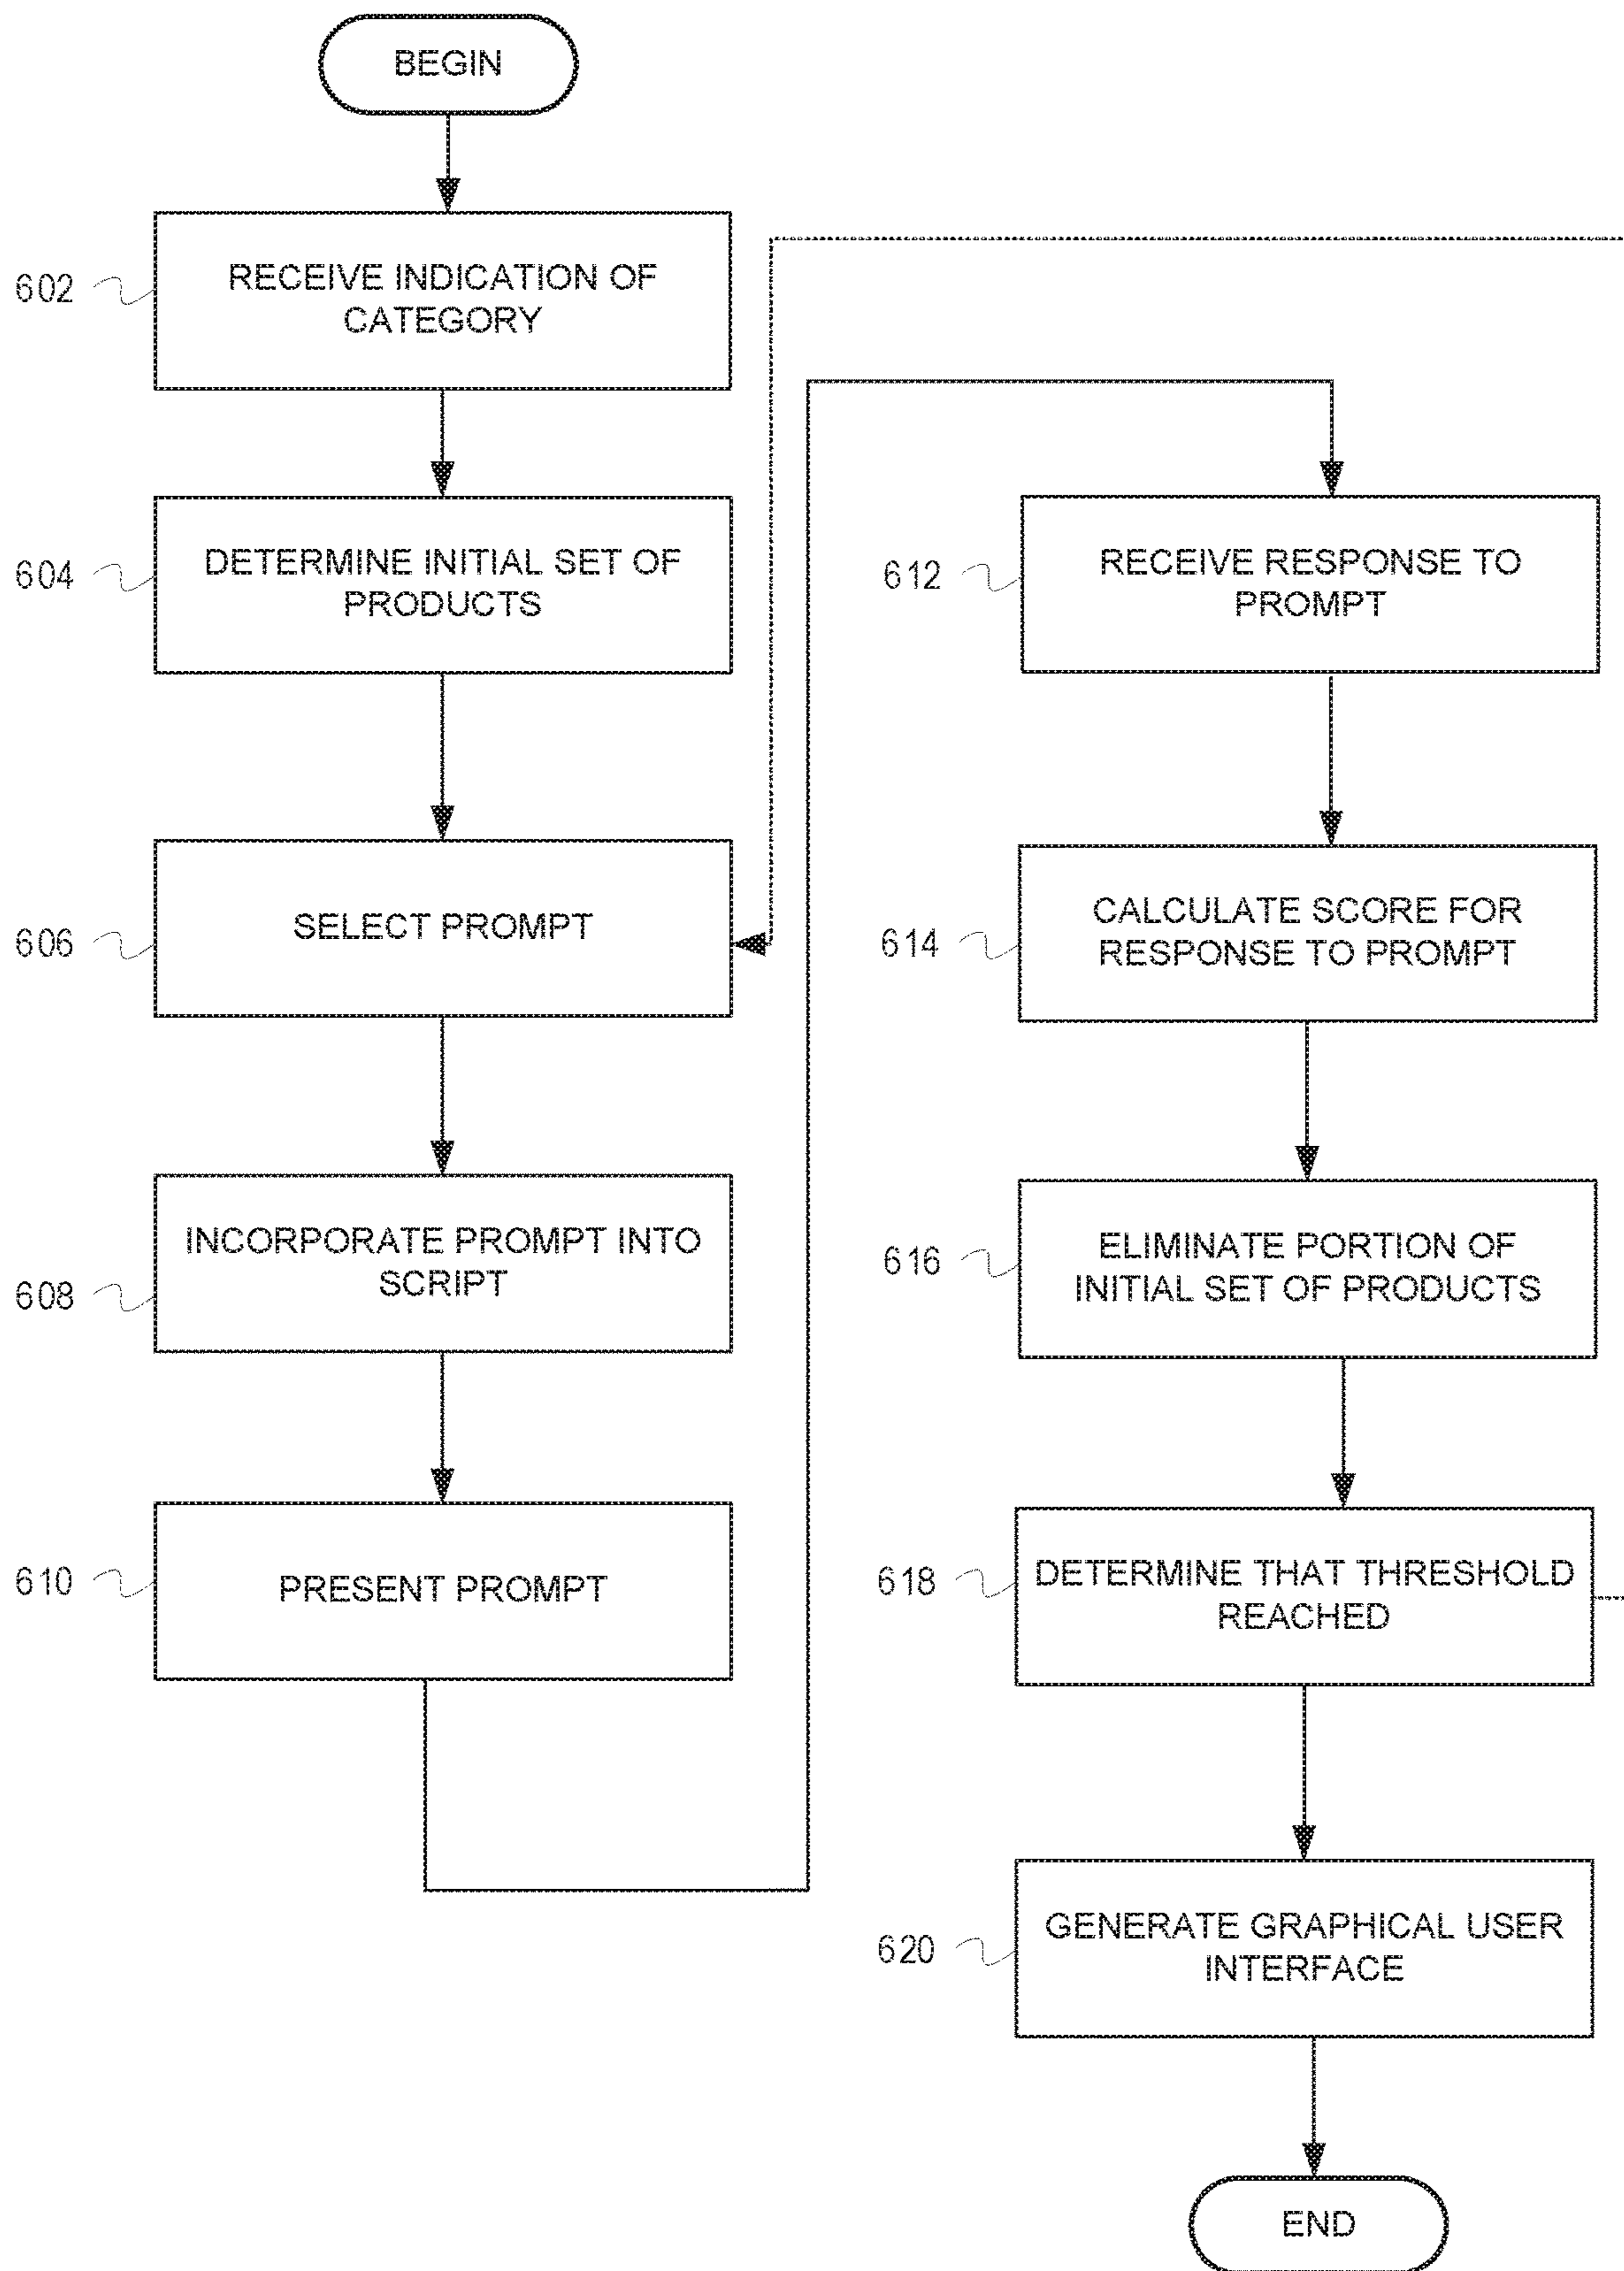 BEGIN
602
RECEIVE INDICATION OF
CATEGORY
604
DETERMINE INITIAL SET OF
PRODUCTS
606
SELECT PROMPT
608
INCORPORATE PROMPT INTO
SCRIPT
610
PRESENT PROMPT
612
RECEIVE RESPONSE TO
PROMPT
614
CALCULATE SCORE FOR
RESPONSE TO PROMPT
616
ELIMINATE PORTION OF
INITIAL SET OF PRODUCTS
618
DETERMINE THAT THRESHOLD
REACHED
620
GENERATE GRAPHICAL USER
INTERFACE
END